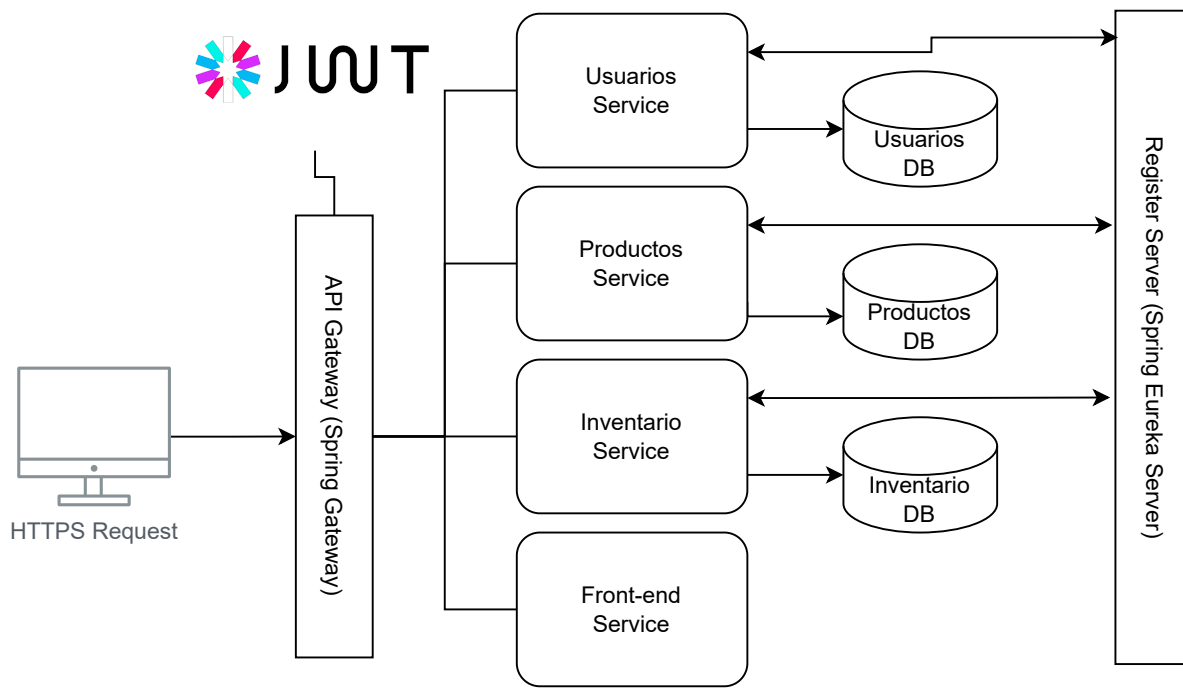 JWT
Usuarios
Service
Usuarios
DB
Productos
Service
Productos
DB
Inventario
Service
Inventario
DB
Front-end
Service
HTTPS Request
API Gateway (Spring Gateway)
Register Server (Spring Eureka Server)